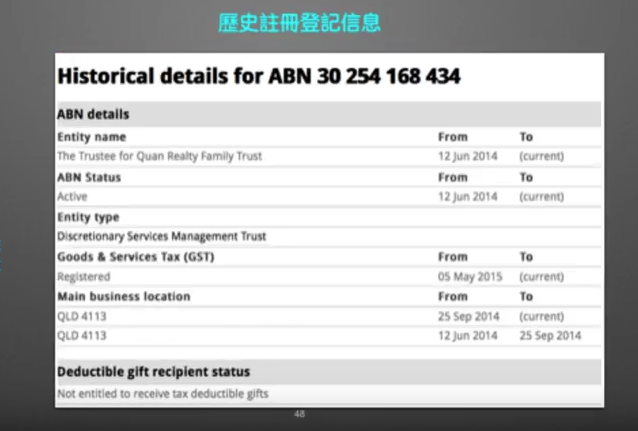 歷史註冊登記信息
Historical details for ABN 30 254 168 434
ABN details
Entity name From To
The Trustee for Quan Realty Family Trust 12 Jun 2014 (current)
ABN Status From To
Active 12 Jun 2014 (current)
Entity type
Discretionary Services Management Trust
Goods & Services Tax (GST) From To
Registered 05 May 2015 (current)
Main business location From To
QLD 4113 25 Sep 2014 (current)
QLD 4113 12 Jun 2014 25 Sep 2014
Deductible gift recipient status
Not entitled to receive tax deductible gifts
48